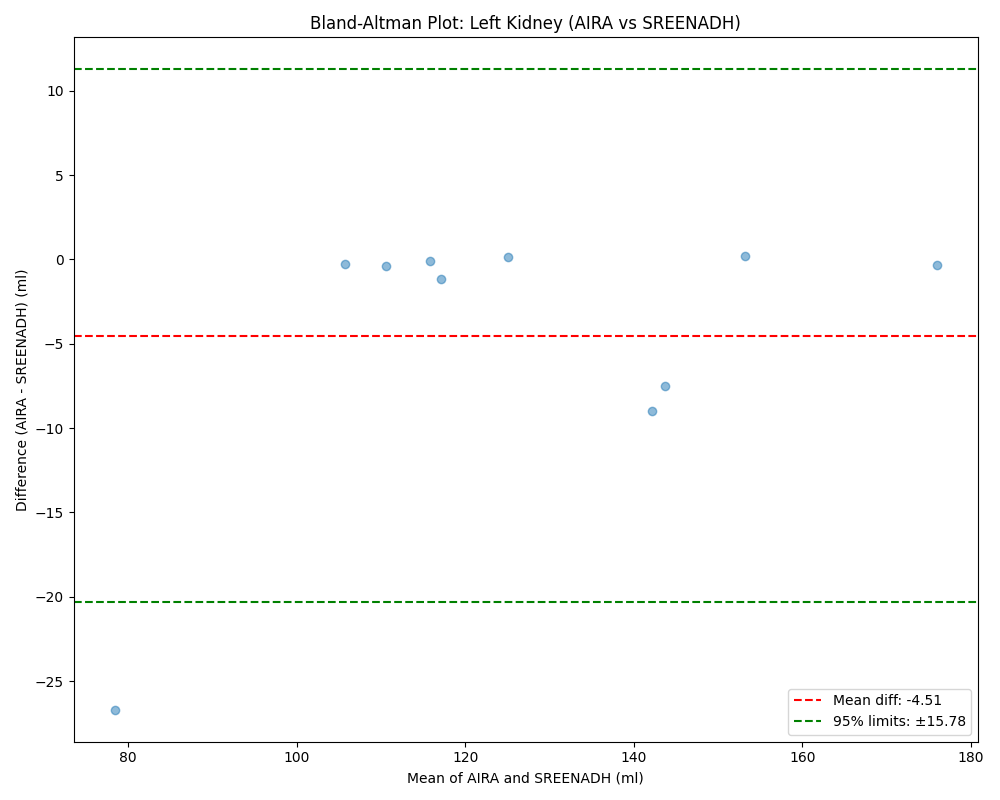 Bland-Altman Plot: Left Kidney (AIRA vs SREENADH)
Difference (AIRA - SREENADH) (ml)
10
5
0
−5
−10
−15
−20
−25
Mean diff: -4.51
95% limits: ±15.78
80
100
120
140
160
180
Mean of AIRA and SREENADH (ml)